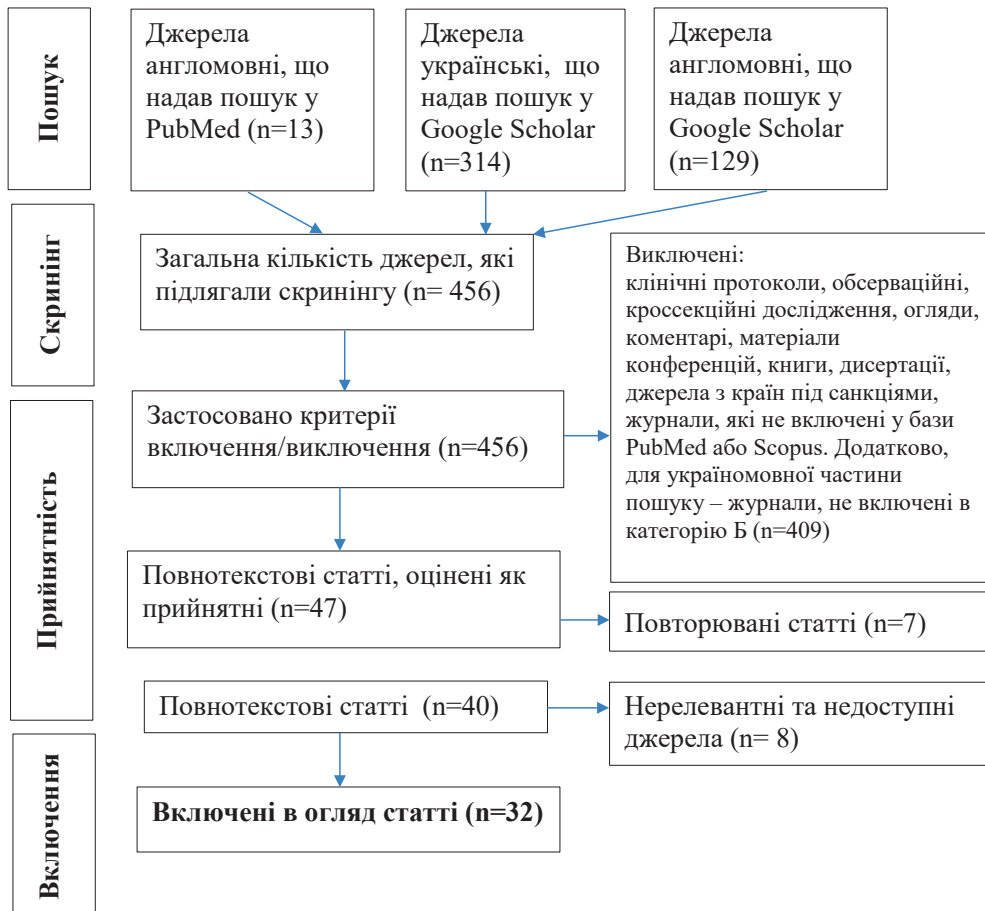 Пошук
Джерела
англомовні, що
надав пошук у
PubMed (n=13)
Джерела
українські, що
надав пошук у
Google Scholar
(n=314)
Джерела
англомовні, що
надав пошук у
Google Scholar
(n=129)
Скринінг
Загальна кількість джерел, які
підлягали скринінгу (n= 456)
Виключені:
клінічні протоколи, обсерваційні,
кроссекційні дослідження, огляди,
коментарі, матеріали
конференцій, книги, дисертації,
джерела з країн під санкціями,
журнали, які не включені у бази
PubMed або Scopus. Додатково,
для україномовної частини
пошуку – журнали, не включені в
категорію Б (n=409)
Прийнятність
Застосовано критерії
включення/виключення (n=456)
Повнотекстові статті, оцінені як
прийнятні (n=47)
Повторювані статті (n=7)
Повнотекстові статті (n=40)
Нерелевантні та недоступні
джерела (n= 8)
Включення
Включені в огляд статті (n=32)